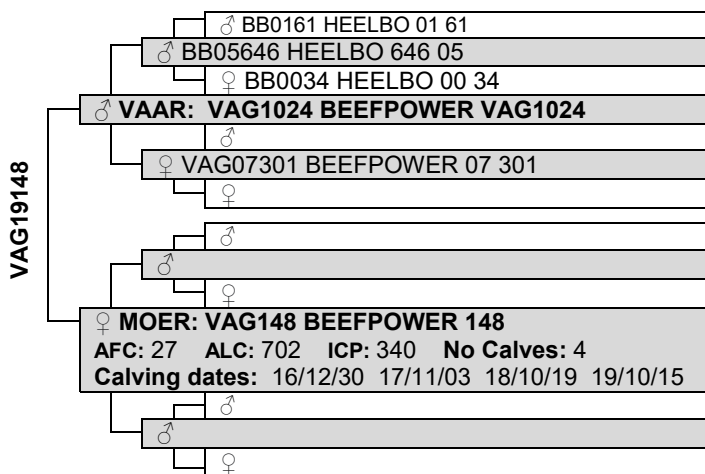 ♂ BB0161 HEELBO 01 61
♂ BB05646 HEELBO 646 05
♀ BB0034 HEELBO 00 34
♂ VAAR: VAG1024 BEEFPOWER VAG1024
♂
♀ VAG07301 BEEFPOWER 07 301
♀
VAG19148
♂
♂
♀
♀ MOER: VAG148 BEEFPOWER 148
AFC: 27 ALC: 702 ICP: 340 No Calves: 4
Calving dates: 16/12/30 17/11/03 18/10/19 19/10/15
♂
♂
♀